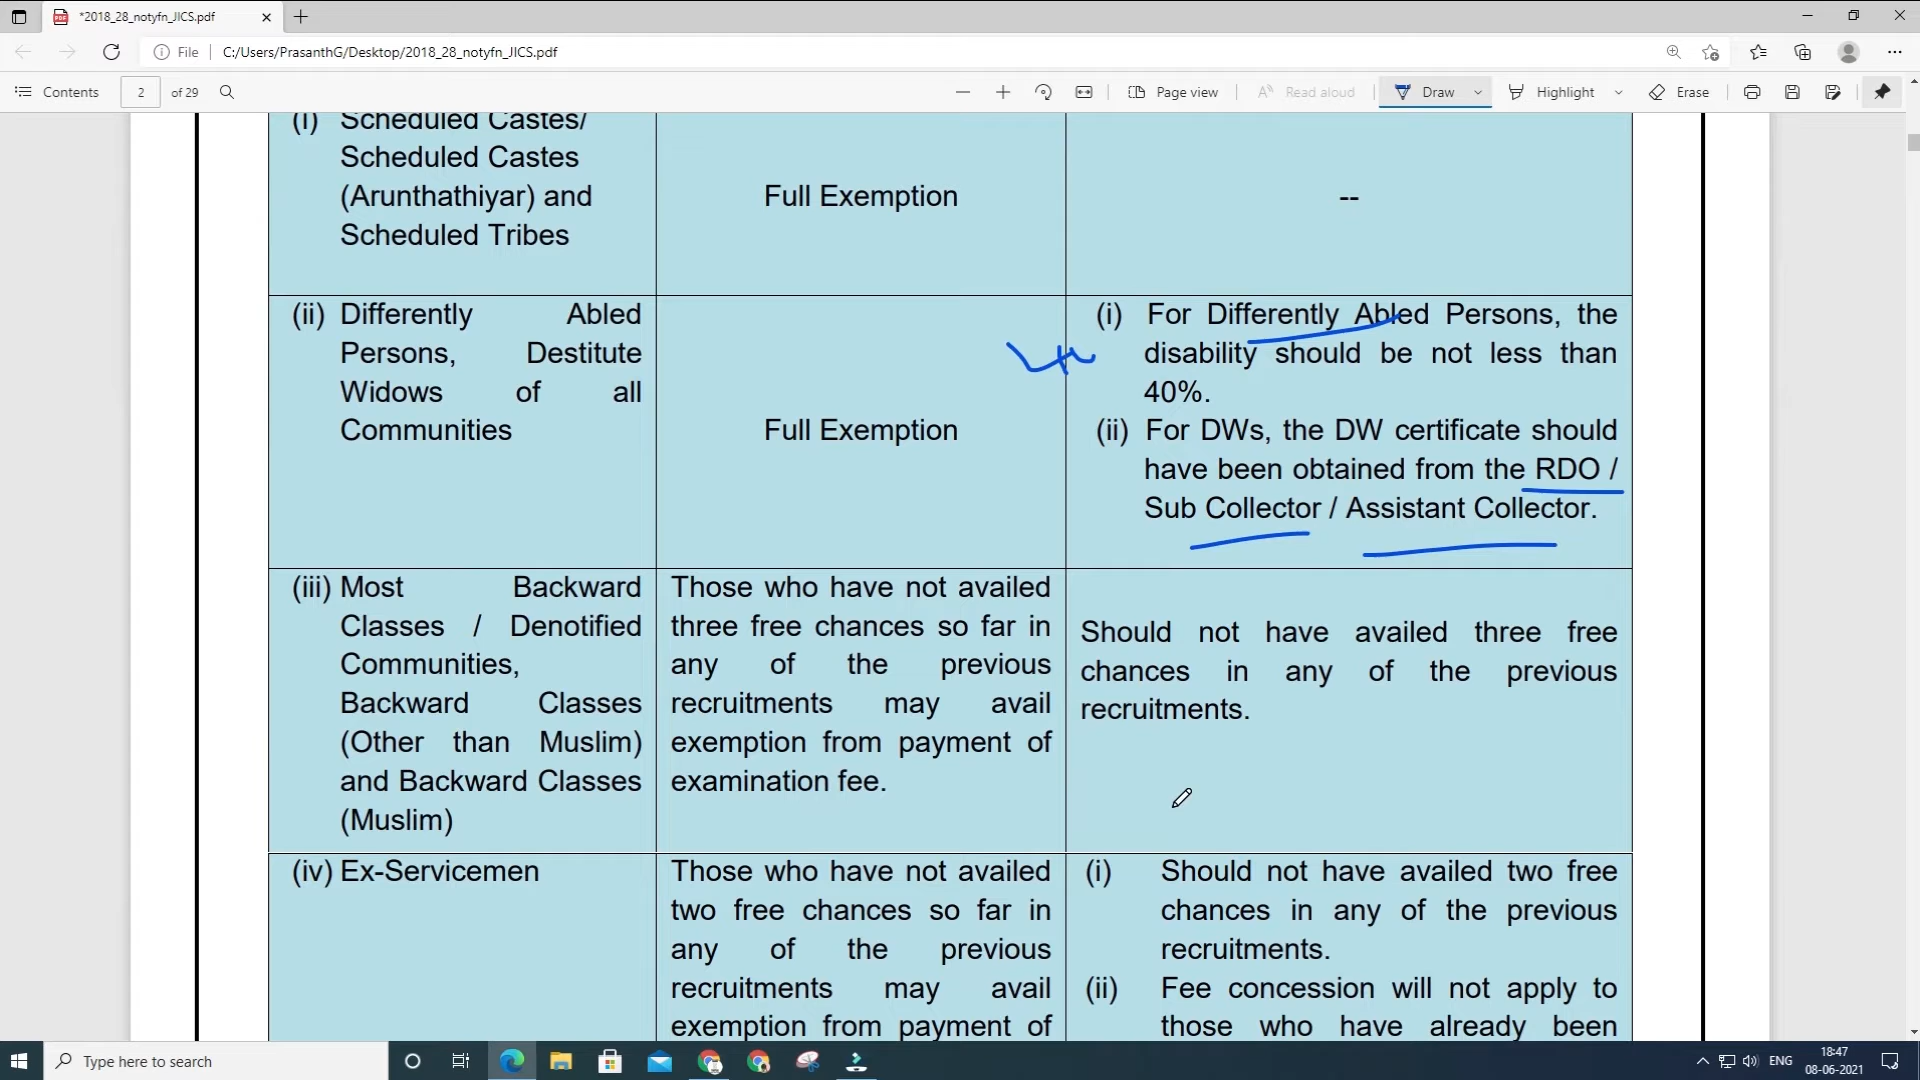 *2018_28_notyfn_JICS.pdf
File
C:/Users/PrasanthG/Desktop/2018_28_notyfn_JICS.pdf
Contents
2
of 29
Page view
Read aloud
Draw
Highlight
Erase
(i) Scheduled Castes/
Scheduled Castes
(Arunthathiyar) and
Scheduled Tribes
Full Exemption
--
(ii) Differently Abled
Persons, Destitute
Widows of all
Communities
Full Exemption
(i) For Differently Abled Persons, the
disability should be not less than
40%.
(ii) For DWs, the DW certificate should
have been obtained from the RDO /
Sub Collector / Assistant Collector.
(iii) Most Backward
Classes / Denotified
Communities,
Backward Classes
(Other than Muslim)
and Backward Classes
(Muslim)
Those who have not availed
three free chances so far in
any of the previous
recruitments may avail
exemption from payment of
examination fee.
Should not have availed three free
chances in any of the previous
recruitments.
(iv) Ex-Servicemen
Those who have not availed
two free chances so far in
any of the previous
recruitments may avail
exemption from payment of
(i) Should not have availed two free
chances in any of the previous
recruitments.
(ii) Fee concession will not apply to
those who have already been
Type here to search
ENG
18:47
08-06-2021